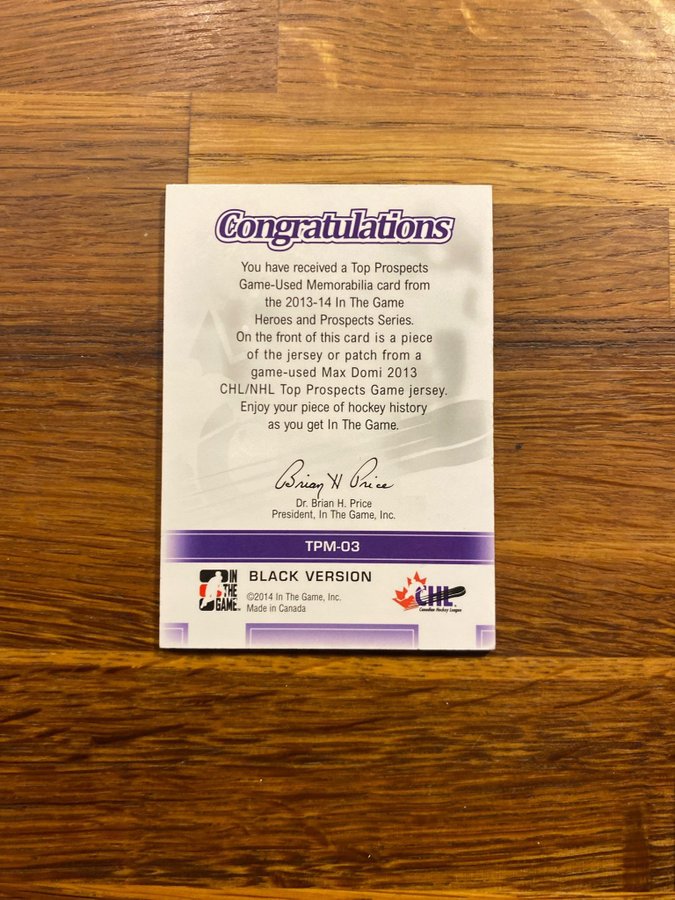 Congratulations
You have received a Top Prospects
Game-Used Memorabilia card from
the 2013-14 In The Game
Heroes and Prospects Series.
On the front of this card is a piece
of the jersey or patch from a
game-used Max Domi 2013
CHL/NHL Top Prospects Game jersey.
Enjoy your piece of hockey history
as you get In The Game.
Brian H Price
Dr. Brian H. Price
President, In The Game, Inc.
TPM-03
IN
THE
GAME
BLACK VERSION
©2014 In The Game, Inc.
Made in Canada
CHL
Canadian Hockey League